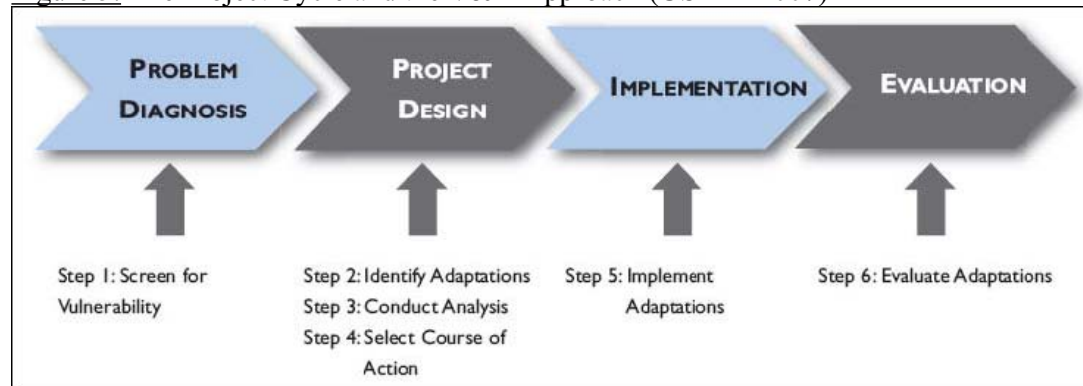 PROBLEM
DIAGNOSIS
PROJECT
DESIGN
IMPLEMENTATION
EVALUATION
Step 1: Screen for
Vulnerability
Step 2: Identify Adaptations
Step 3: Conduct Analysis
Step 4: Select Course of
Action
Step 5: Implement
Adaptations
Step 6: Evaluate Adaptations